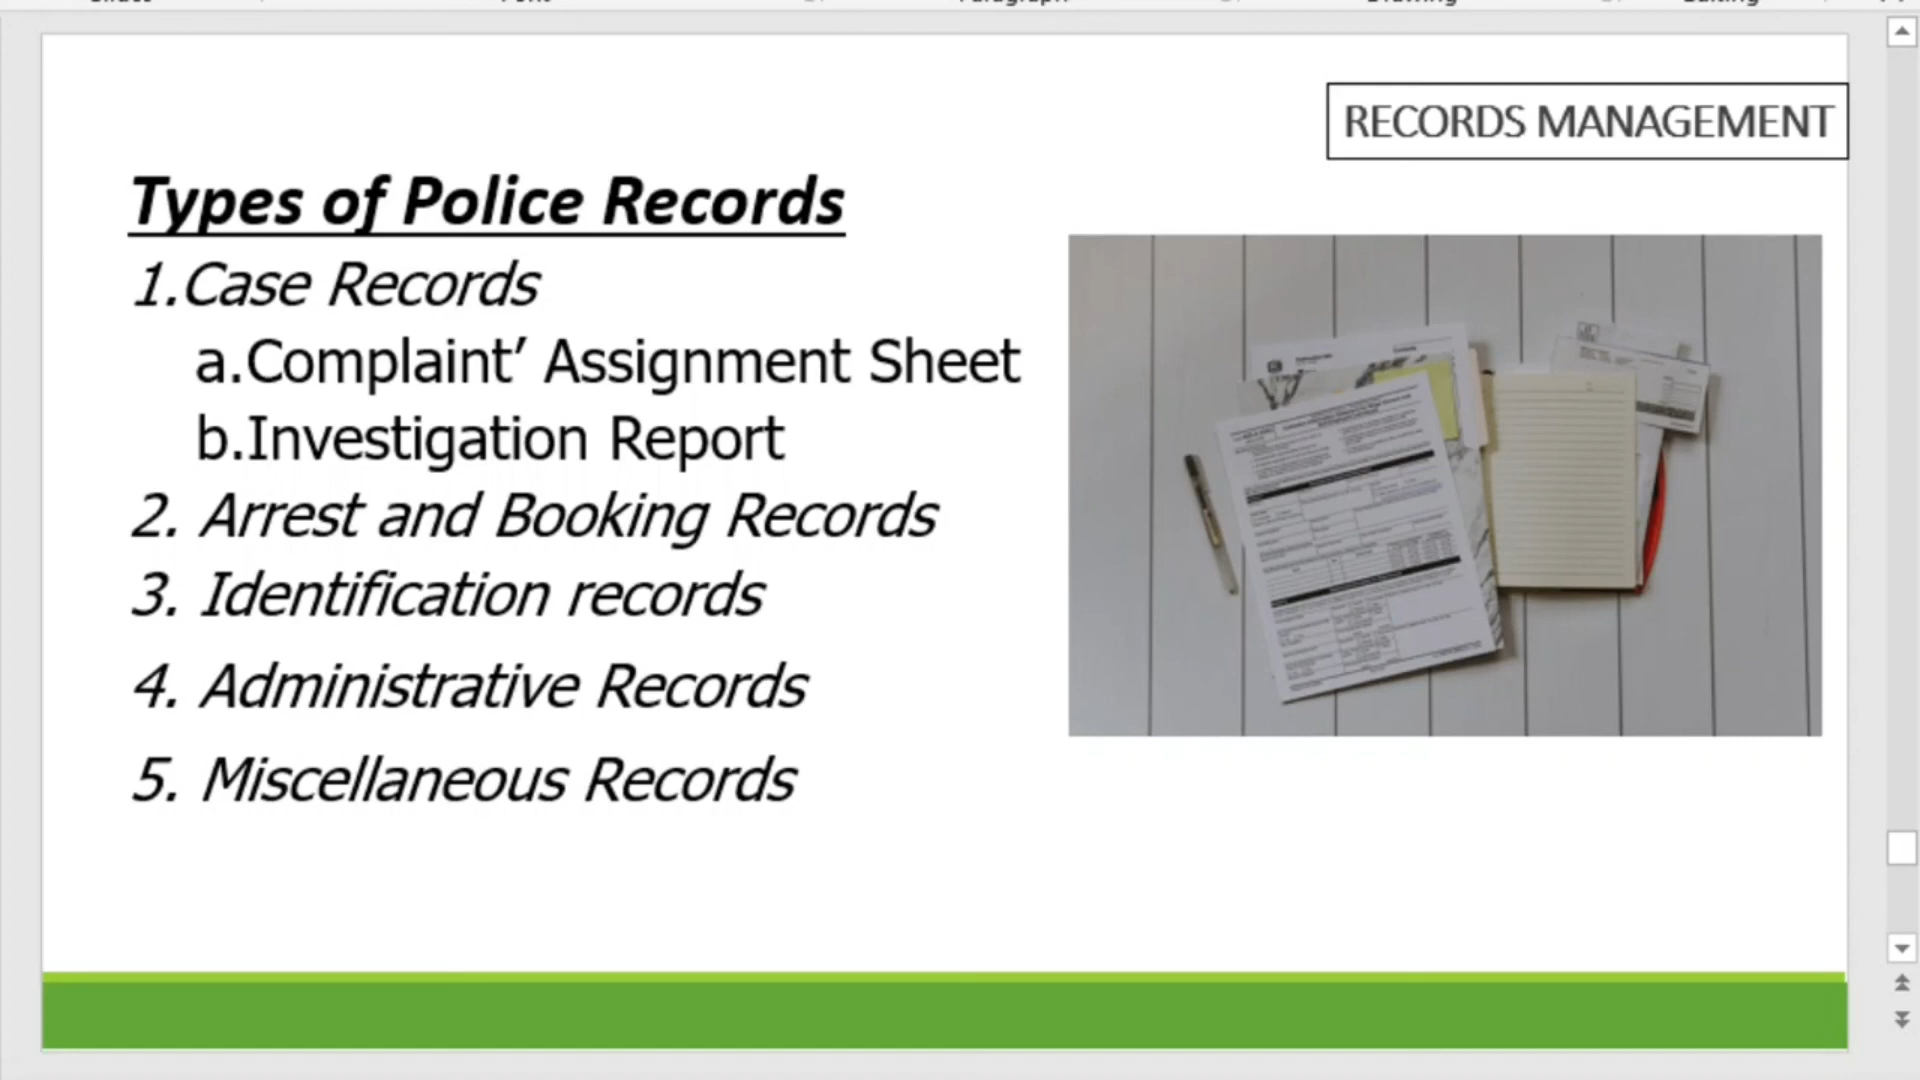 RECORDS MANAGEMENT
Types of Police Records
1.Case Records
a.Complaint’ Assignment Sheet
b.Investigation Report
2. Arrest and Booking Records
3. Identification records
4. Administrative Records
5. Miscellaneous Records